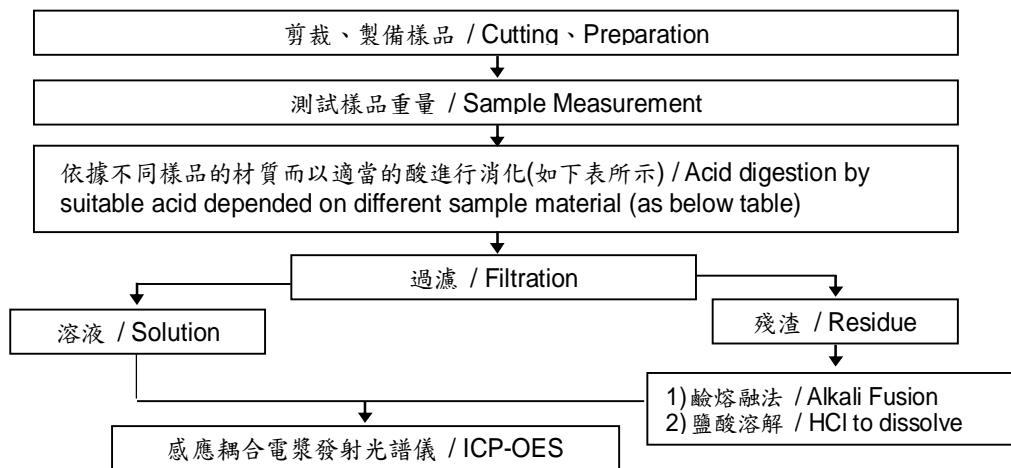 剪裁、製備樣品 / Cutting、Preparation
測試樣品重量 / Sample Measurement
依據不同樣品的材質而以適當的酸進行消化(如下表所示) / Acid digestion by
suitable acid depended on different sample material (as below table)
過濾 / Filtration
溶液 / Solution
殘渣 / Residue
1) 鹼熔融法 / Alkali Fusion
2) 鹽酸溶解 / HCl to dissolve
感應耦合電漿發射光譜儀 / ICP-OES